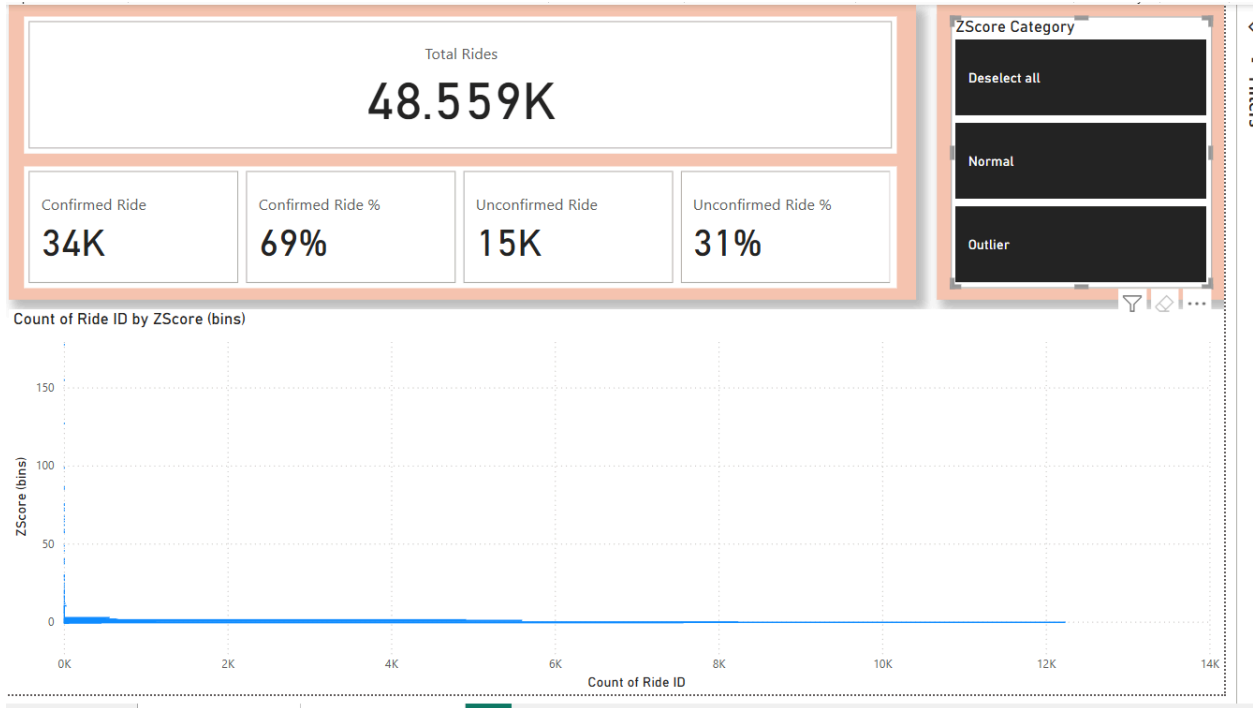 Total Rides
48.559K
Confirmed Ride
34K
Confirmed Ride %
69%
Unconfirmed Ride
15K
Unconfirmed Ride %
31%
ZScore Category
Deselect all
Normal
Outlier
Count of Ride ID by ZScore (bins)
ZScore (bins)
150
100
50
0
0K
2K
4K
6K
8K
10K
12K
14K
Count of Ride ID